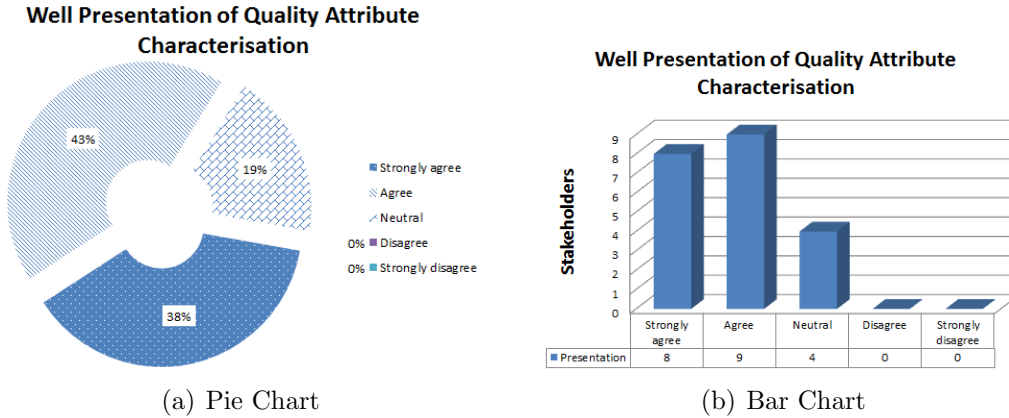 Well Presentation of Quality Attribute
Characterisation
43%
19%
38%
Strongly agree
Agree
Neutral
0% Disagree
0% Strongly disagree
(a) Pie Chart
Well Presentation of Quality Attribute
Characterisation
Stakeholders
9
8
7
6
5
4
3
2
1
0
Strongly agree Agree Neutral Disagree Strongly disagree
Presentation 8 9 4 0 0
(b) Bar Chart